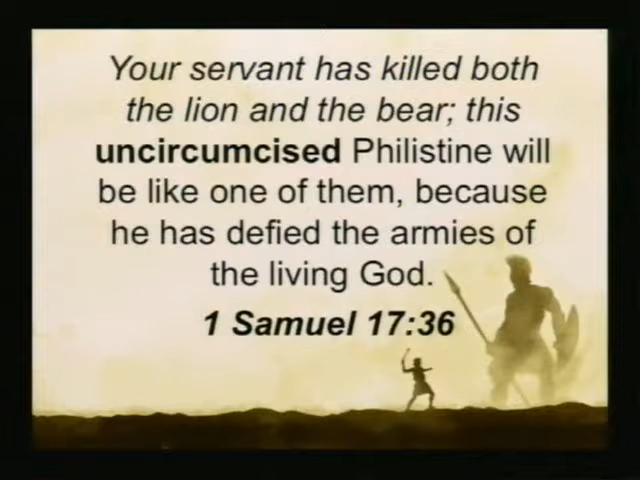 Your servant has killed both
the lion and the bear; this
uncircumcised Philistine will
be like one of them, because
he has defied the armies of
the living God.
1 Samuel 17:36